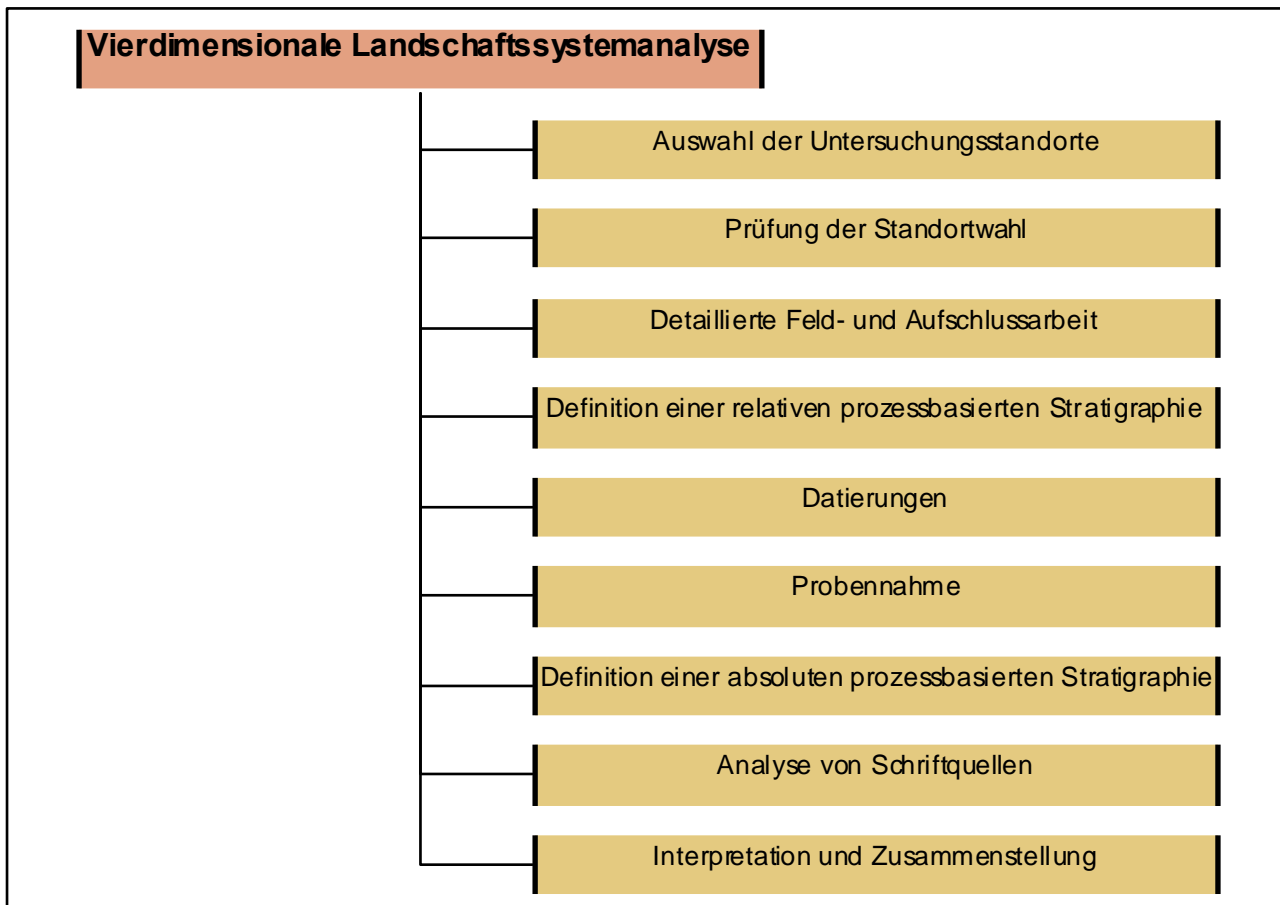 Vierdimensionale Landschaftssystemanalyse
Auswahl der Untersuchungsstandorte
Prüfung der Standortwahl
Detaillierte Feld- und Aufschlussarbeit
Definition einer relativen prozessbasierten Stratigraphie
Datierungen
Probennahme
Definition einer absoluten prozessbasierten Stratigraphie
Analyse von Schriftquellen
Interpretation und Zusammenstellung